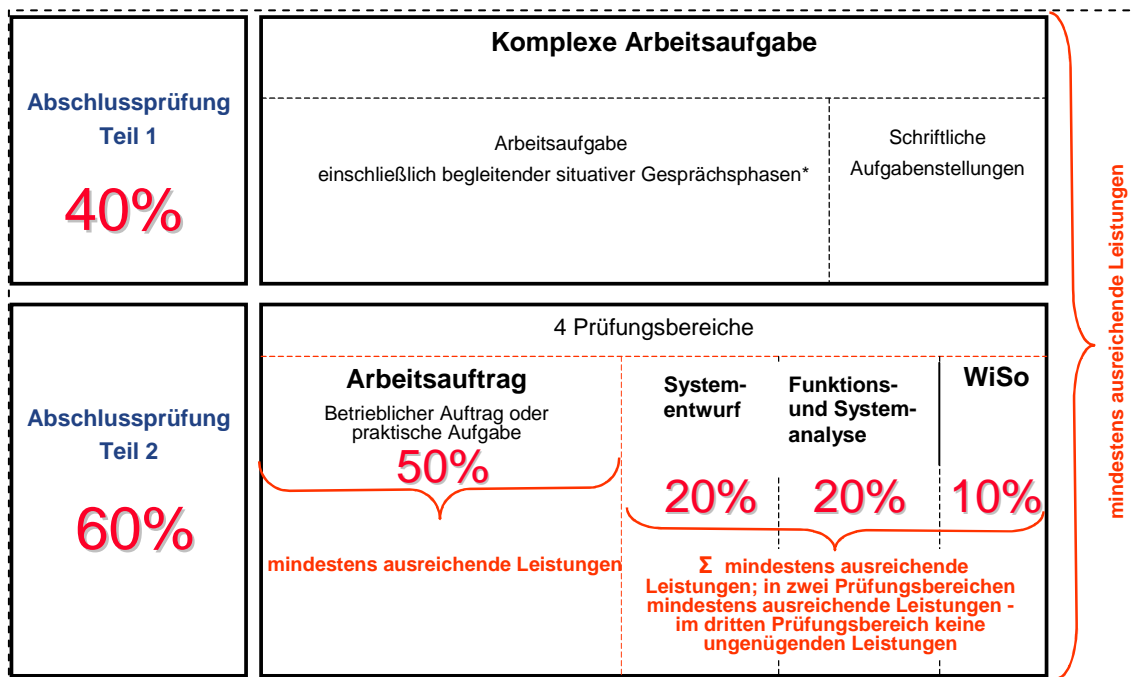 Abschlussprüfung
Teil 1
40%
Komplexe Arbeitsaufgabe
Arbeitsaufgabe
einschließlich begleitender situativer Gesprächsphasen*
Schriftliche
Aufgabenstellungen
Abschlussprüfung
Teil 2
60%
4 Prüfungsbereiche
Arbeitsauftrag
Betrieblicher Auftrag oder
praktische Aufgabe
50%
mindestens ausreichende Leistungen
System-
entwurf
20%
Funktions-
und System-
analyse
20%
WiSo
10%
Σ mindestens ausreichende
Leistungen; in zwei Prüfungsbereichen
mindestens ausreichende Leistungen -
im dritten Prüfungsbereich keine
ungenügenden Leistungen
mindestens ausreichende Leistungen